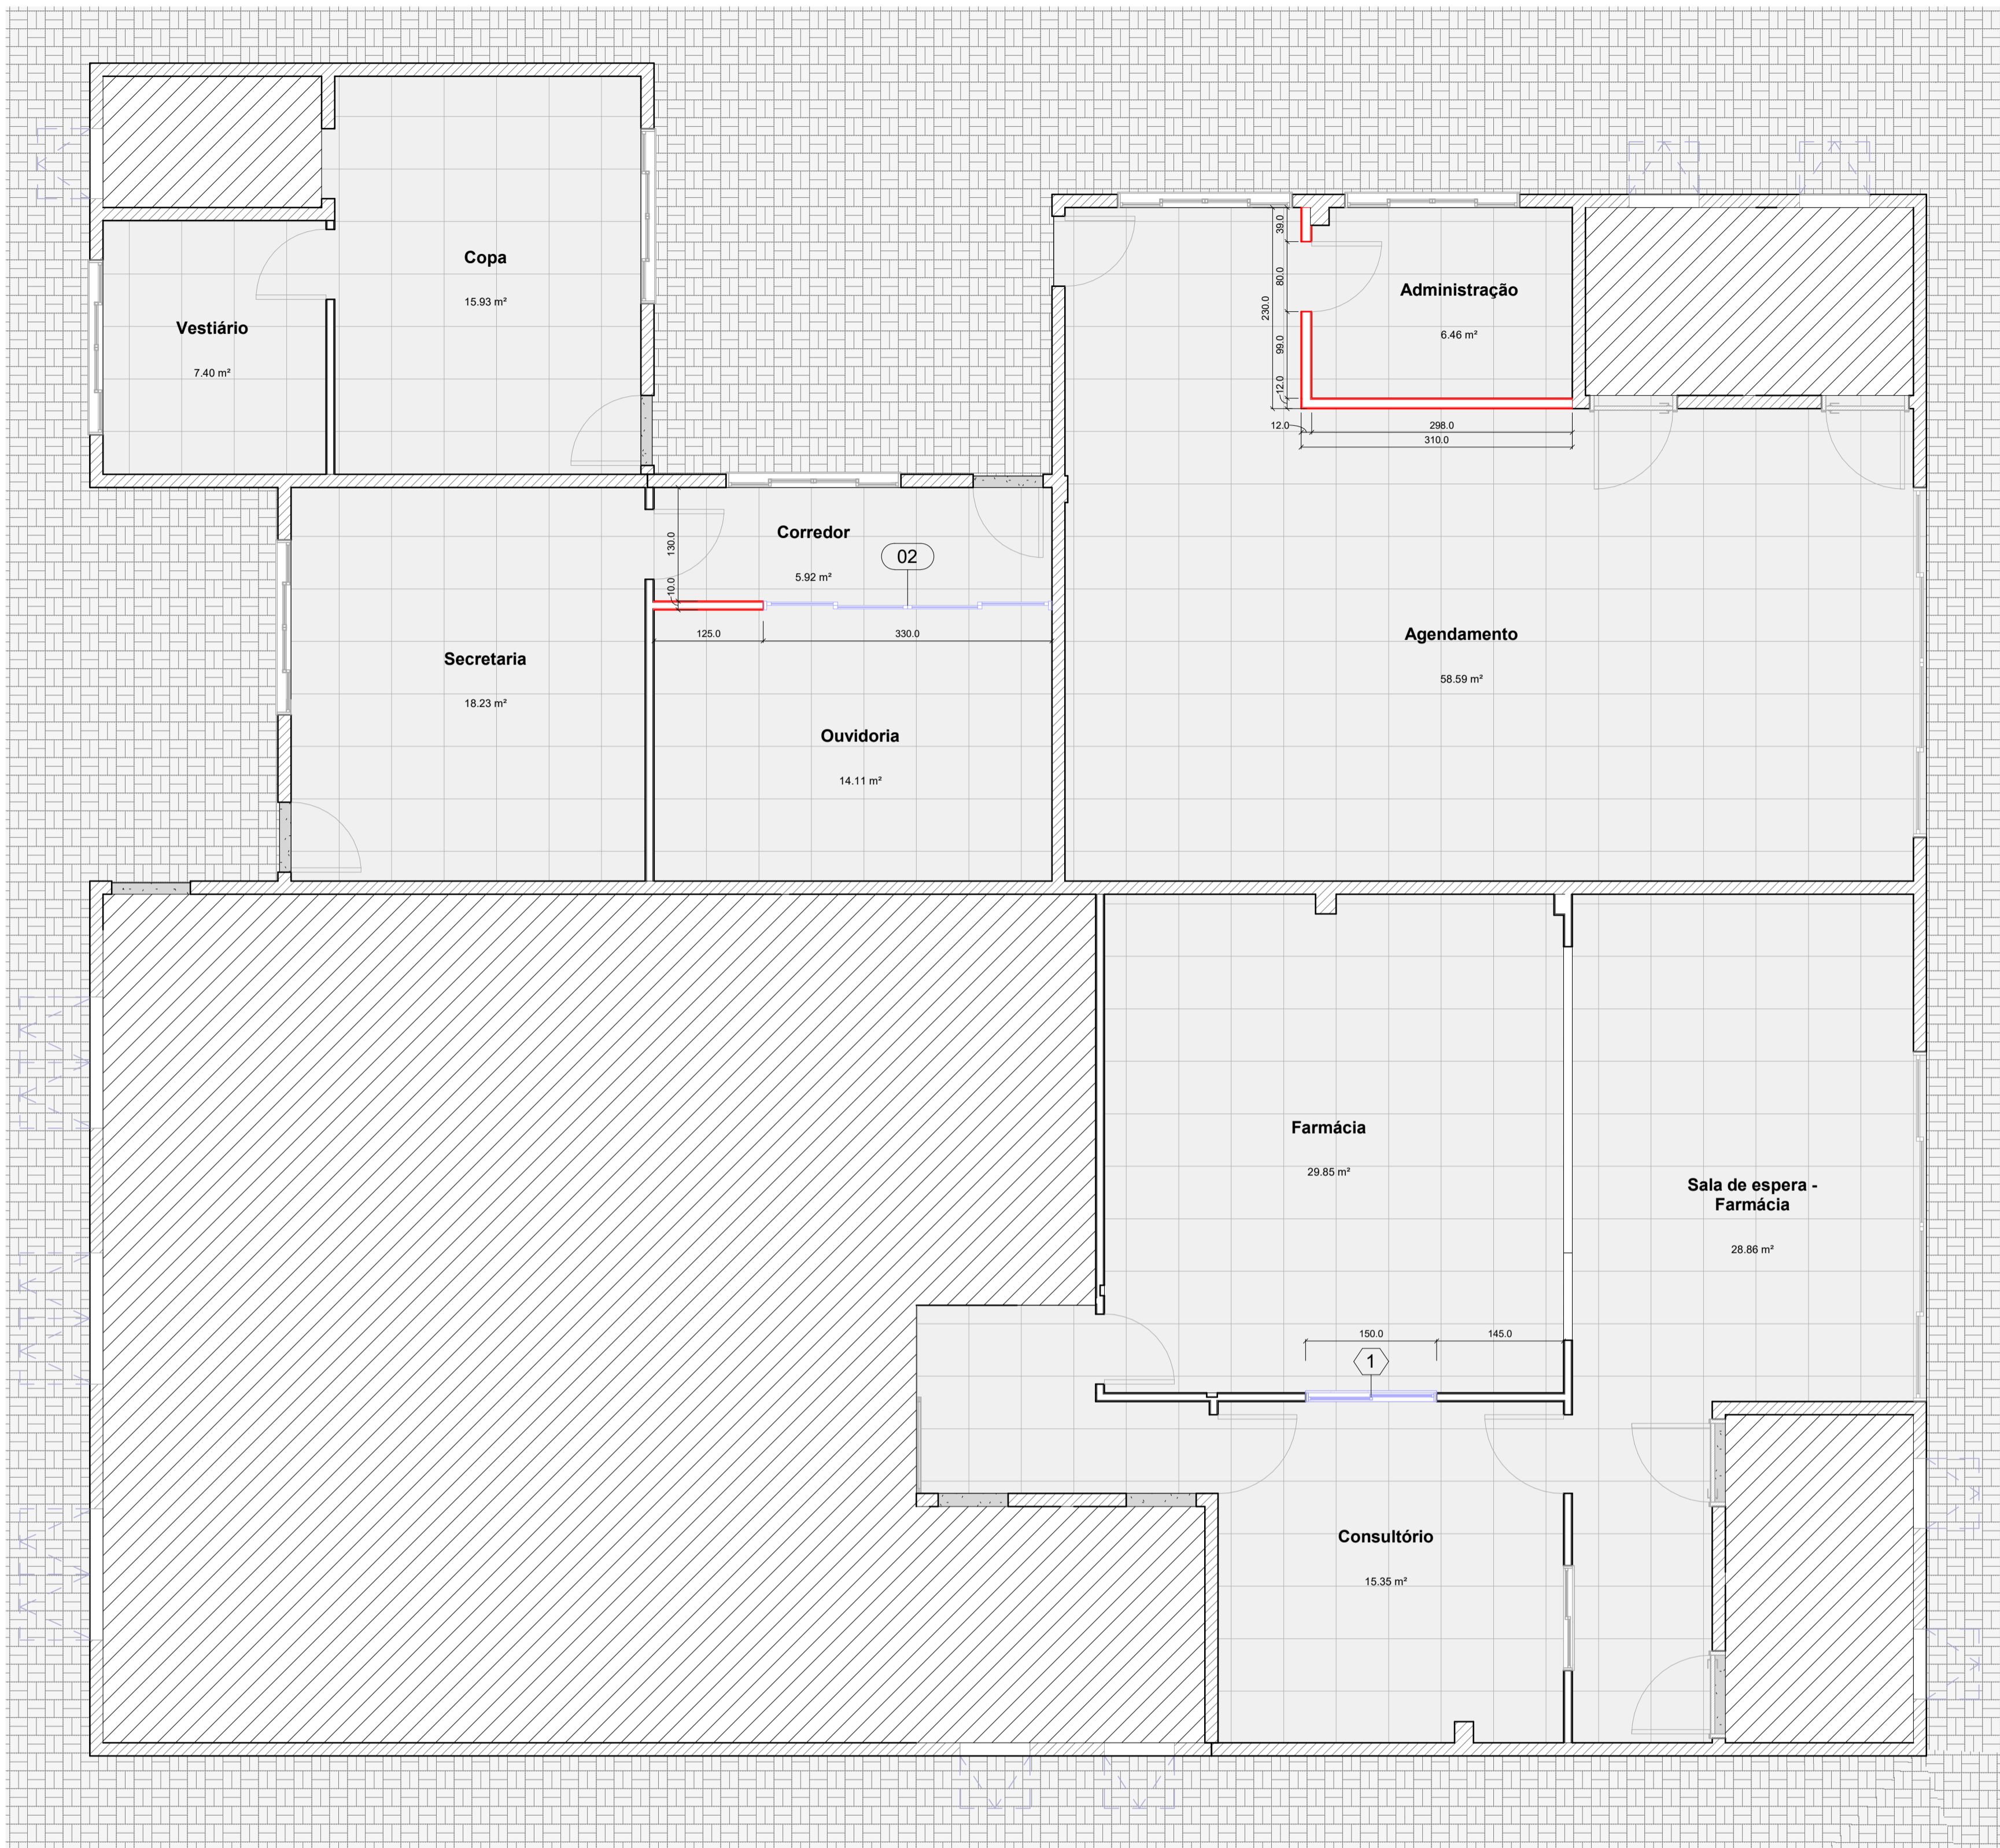 Copa
15.93 m²
Vestiário
7.40 m²
39.0
80.0
230.0
99.0
12.0
Administração
6.46 m²
12.0
298.0
310.0
Corredor
5.92 m²
02
130.0
10.0
125.0
330.0
Secretaria
18.23 m²
Ouvidoria
14.11 m²
Agendamento
58.59 m²
Farmácia
29.85 m²
Sala de espera -
Farmácia
28.86 m²
150.0
145.0
1
Consultório
15.35 m²